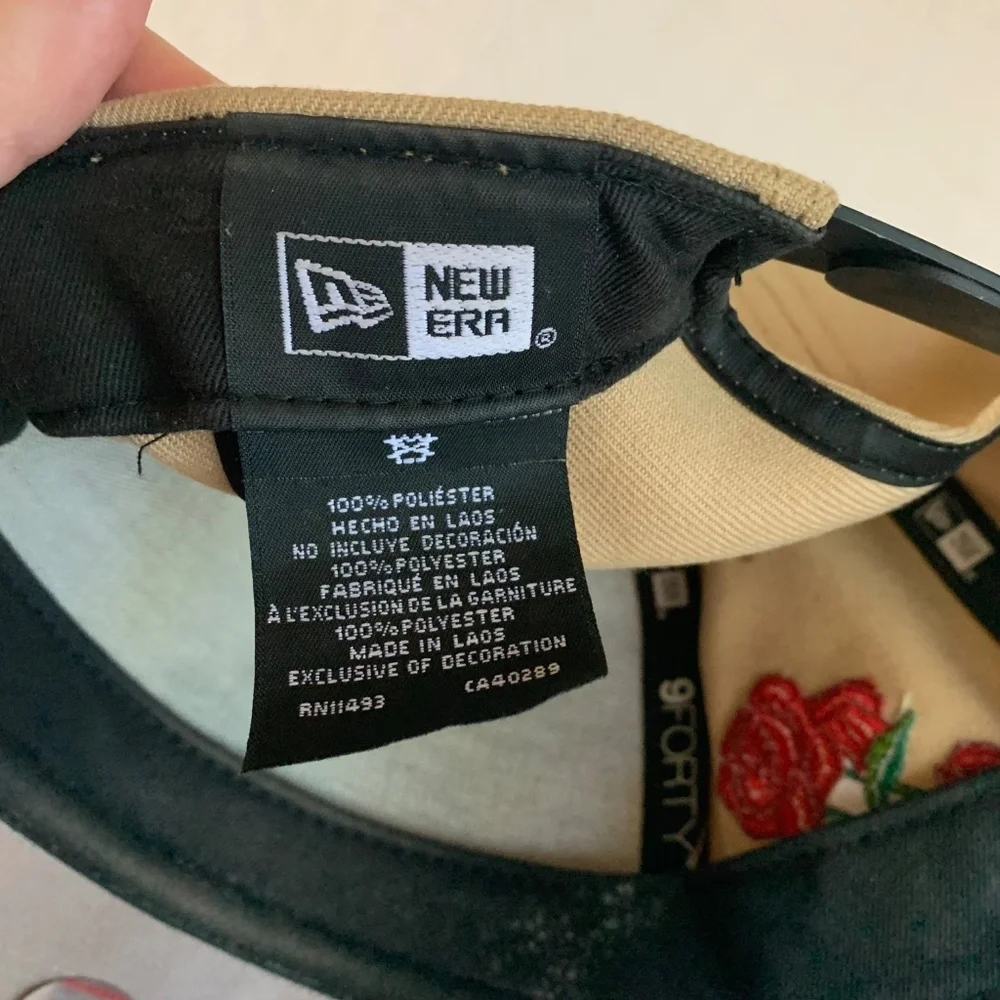 NEW
ERA
®
100% POLIÉSTER
HECHO EN LAOS
NO INCLUYE DECORACIÓN
100% POLYESTER
FABRIQUÉ EN LAOS
À L'EXCLUSION DE LA GARNITURE
100% POLYESTER
MADE IN LAOS
EXCLUSIVE OF DECORATION
RN11493 CA40289
9FORTY